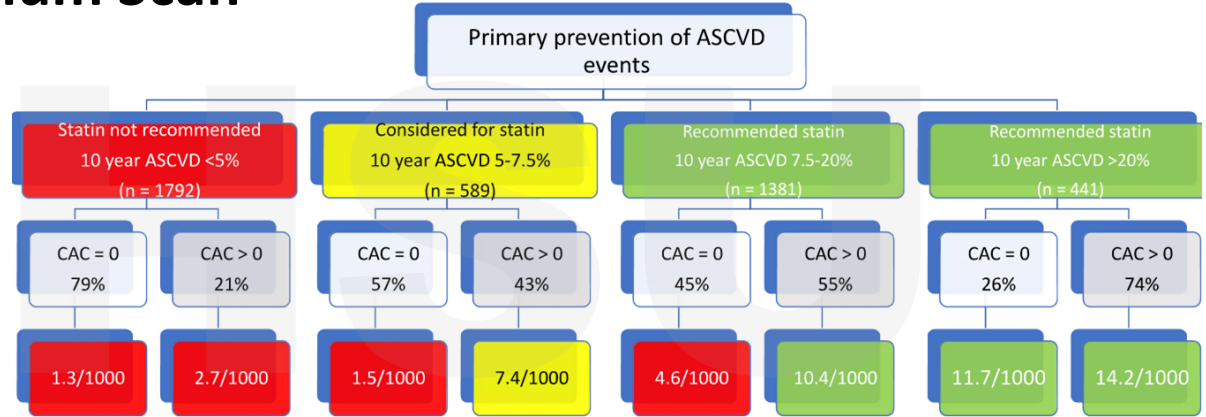 Primary prevention of ASCVD
events
Statin not recommended
10 year ASCVD <5%
(n = 1792)
Considered for statin
10 year ASCVD 5-7.5%
(n = 589)
Recommended statin
10 year ASCVD 7.5-20%
(n = 1381)
Recommended statin
10 year ASCVD >20%
(n = 441)
CAC = 0
79%
CAC > 0
21%
CAC = 0
57%
CAC > 0
43%
CAC = 0
45%
CAC > 0
55%
CAC = 0
26%
CAC > 0
74%
1.3/1000
2.7/1000
1.5/1000
7.4/1000
4.6/1000
10.4/1000
11.7/1000
14.2/1000